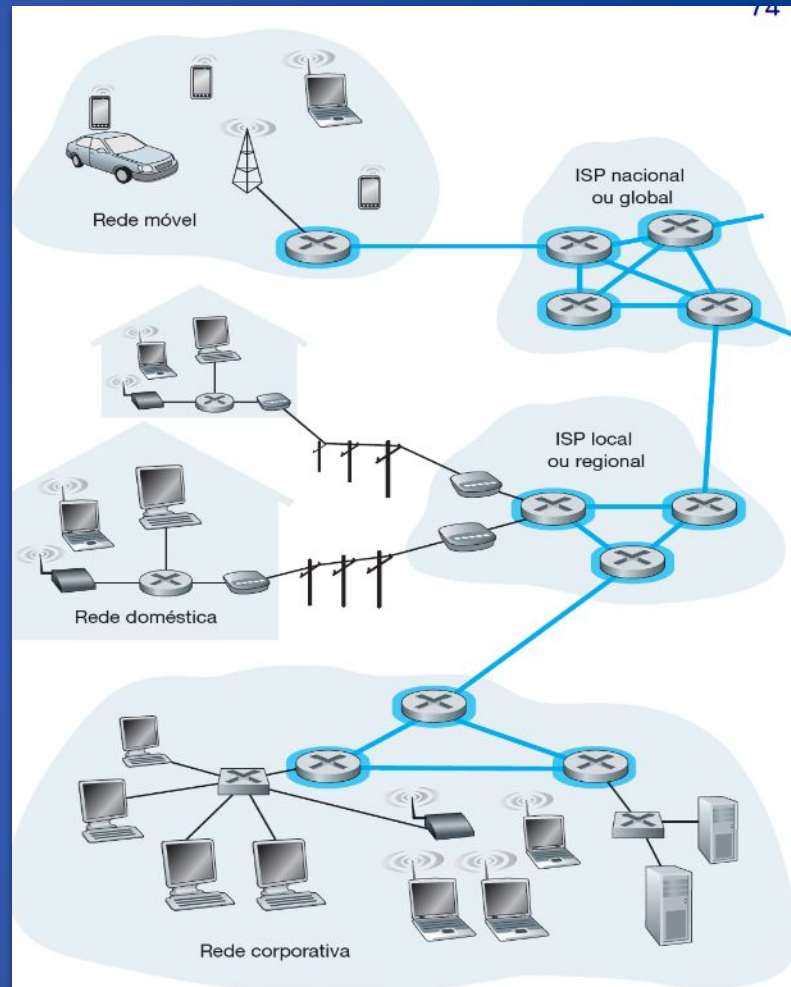 74
Rede móvel
ISP nacional
ou global
ISP local
ou regional
Rede doméstica
Rede corporativa